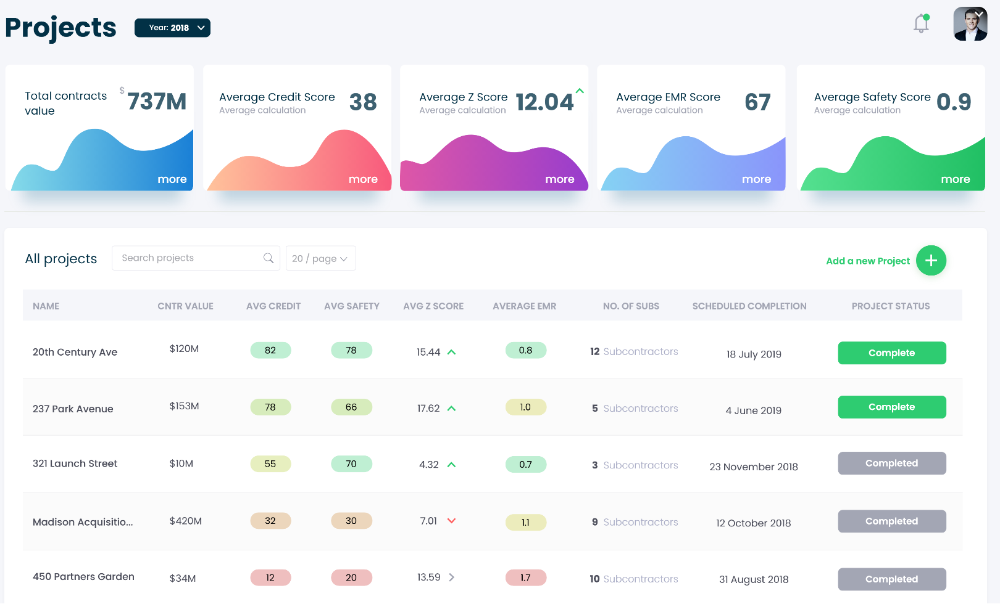 Projects
Year: 2018
Total contracts
value
$ 737M
more
Average Credit Score
Average calculation
38
more
Average Z Score
Average calculation
12.04
more
Average EMR Score
Average calculation
67
more
Average Safety Score
Average calculation
0.9
more
All projects
Search projects
20 / page
Add a new Project
NAME CNTR VALUE AVG CREDIT AVG SAFETY AVG Z SCORE AVERAGE EMR NO. OF SUBS SCHEDULED COMPLETION PROJECT STATUS
20th Century Ave $120M 82 78 15.44 0.8 12 Subcontractors 18 July 2019 Complete
237 Park Avenue $153M 78 66 17.62 1.0 5 Subcontractors 4 June 2019 Complete
321 Launch Street $10M 55 70 4.32 0.7 3 Subcontractors 23 November 2018 Completed
Madison Acquisitio... $420M 32 30 7.01 1.1 9 Subcontractors 12 October 2018 Completed
450 Partners Garden $34M 12 20 13.59 1.7 10 Subcontractors 31 August 2018 Completed